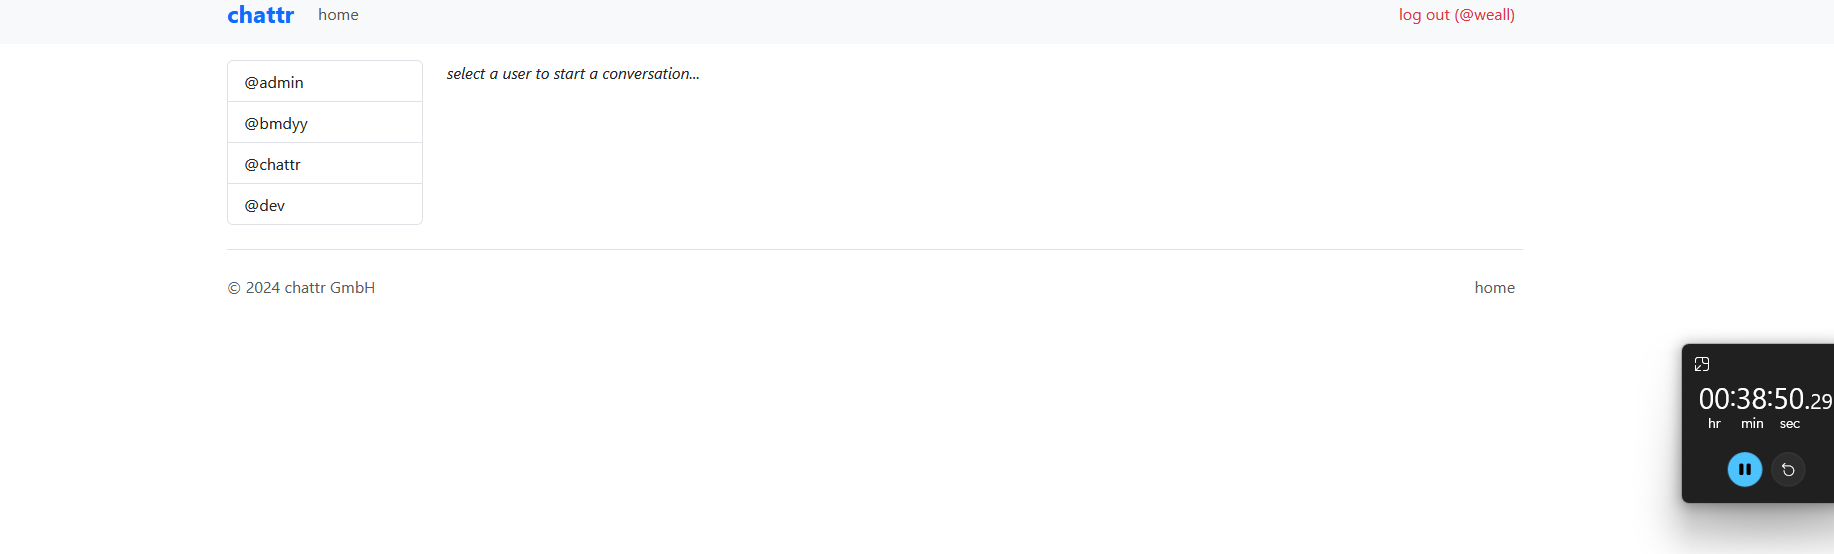 chattr home log out (@weall)
@admin
select a user to start a conversation...
@bmdyy
@chattr
@dev
© 2024 chattr GmbH home
00:38:50.29
hr min sec